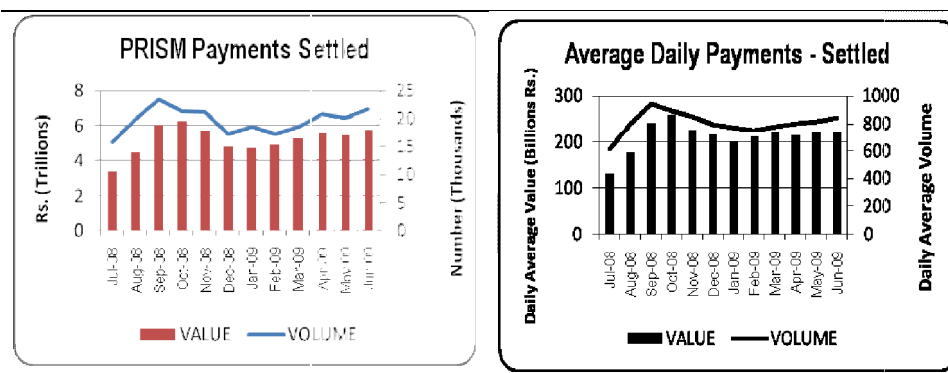 PRISM Payments Settled
Rs. (Trillions)
8
6
4
2
0
Number (Thousands)
25
20
15
10
5
0
Jul-08
Aug-08
Sep-08
Oct-08
Nov-08
Dec-08
Jan-09
Feb-09
Mar-09
Apr-09
May-09
Jun-09
VALUE
VOLUME
Average Daily Payments - Settled
Daily Average Value (Billions Rs.)
300
200
100
0
Daily Average Volume
1000
800
600
400
200
0
Jul-08
Aug-08
Sep-08
Oct-08
Nov-08
Dec-08
Jan-09
Feb-09
Mar-09
Apr-09
May-09
Jun-09
VALUE
VOLUME